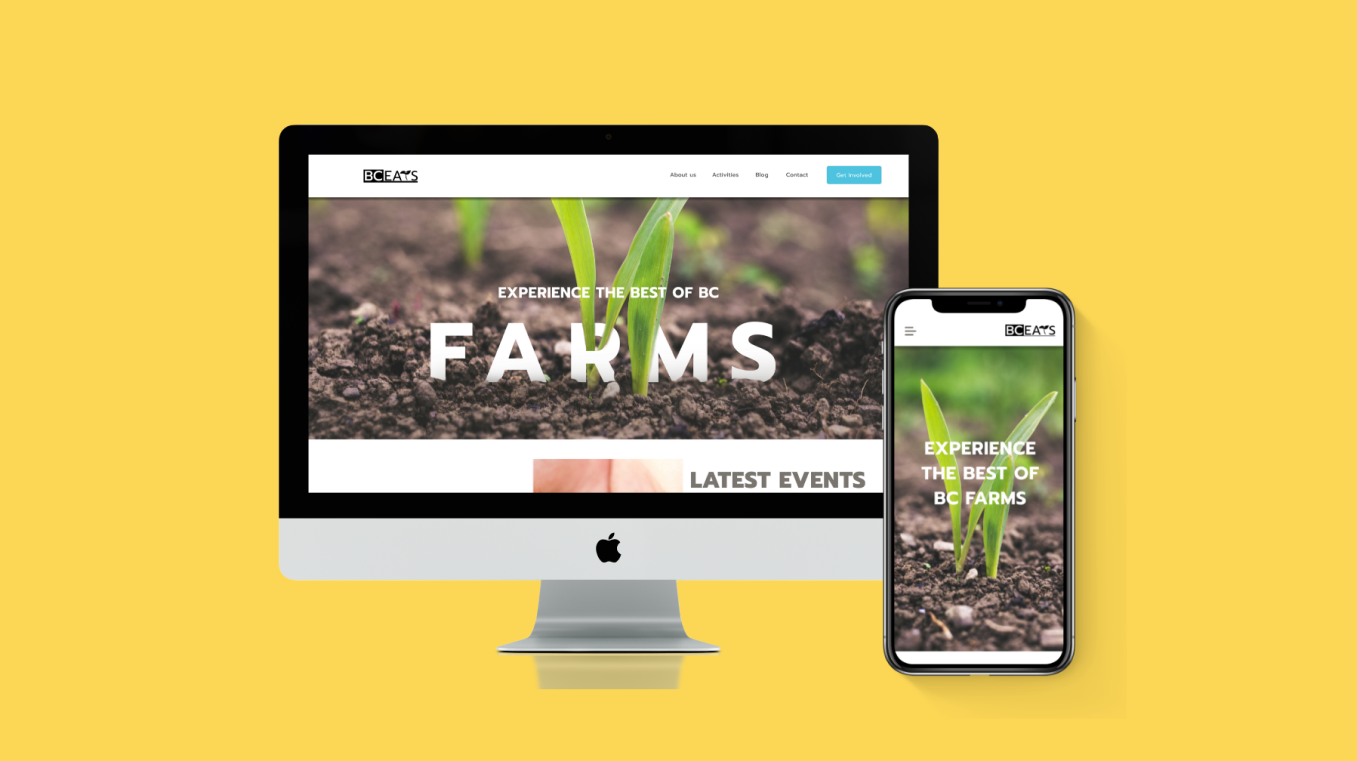 BCEATS
About us Activities Blog Contact Get Involved
EXPERIENCE THE BEST OF BC
FARMS
LATEST EVENTS
BCEATS
EXPERIENCE
THE BEST OF
BC FARMS